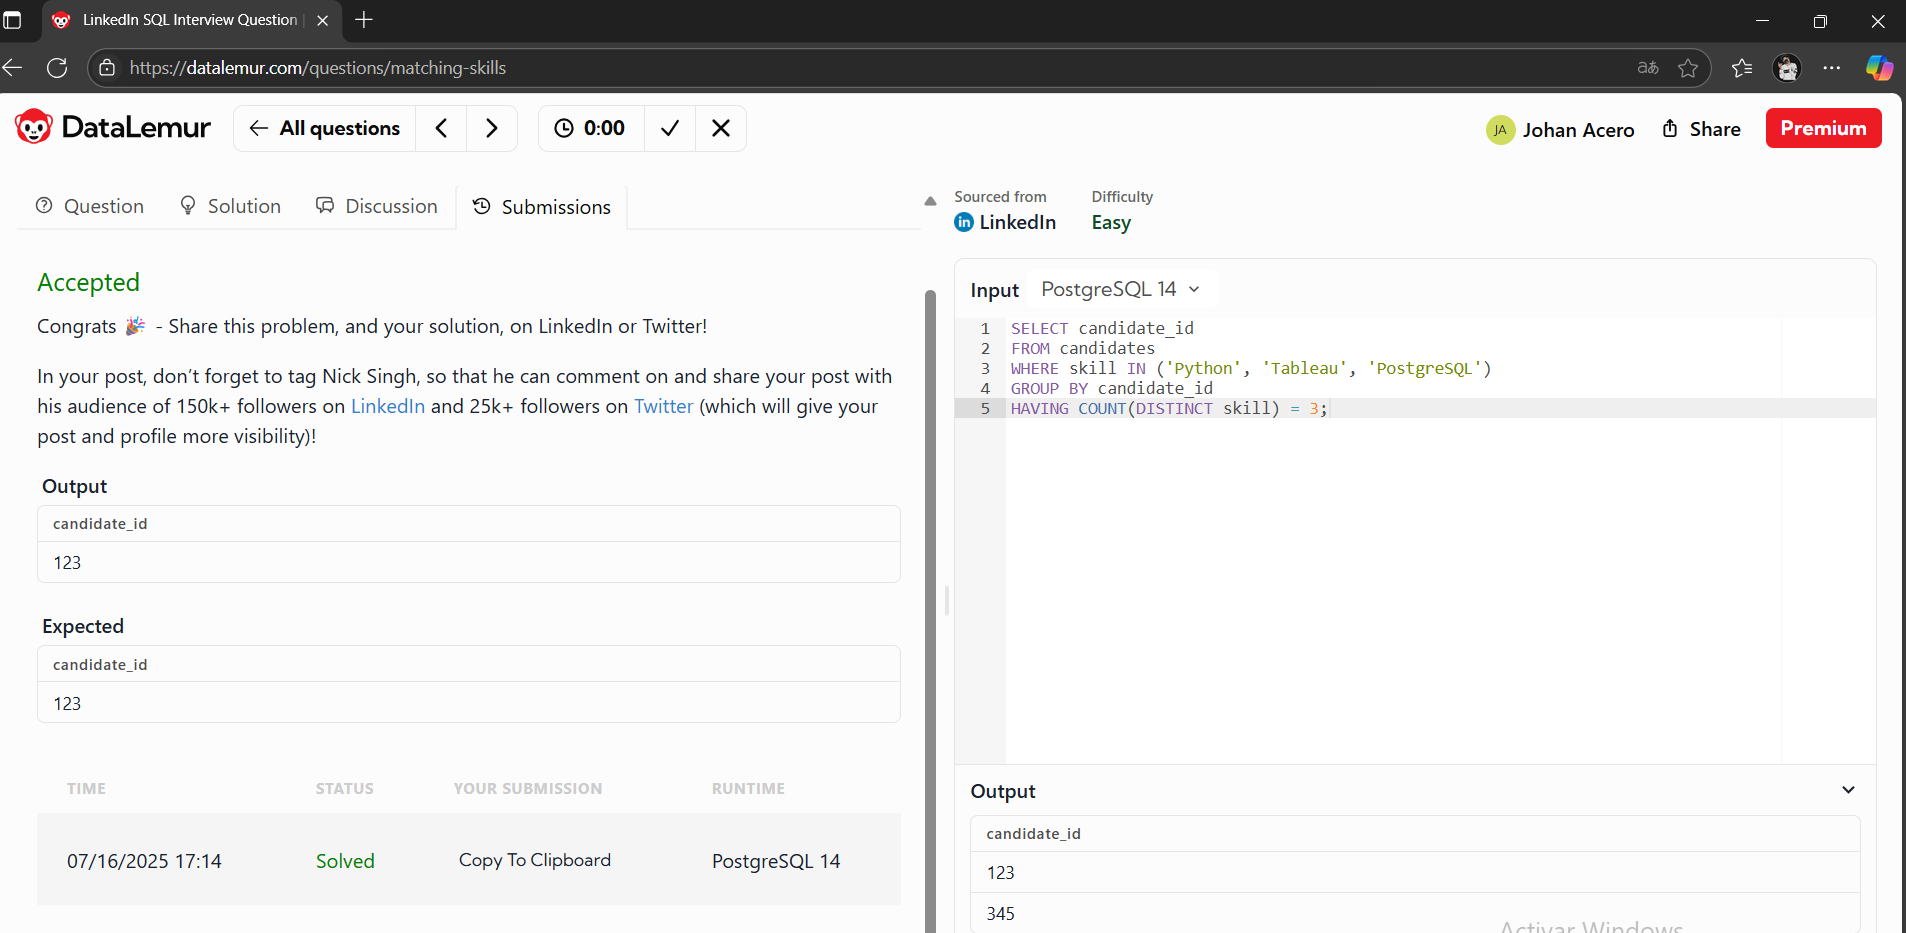 LinkedIn SQL Interview Question
https://datalemur.com/questions/matching-skills
aあ
DataLemur
All questions
0:00
JA
Johan Acero
Share
Premium
Question
Solution
Discussion
Submissions
Accepted
Congrats 🎉 - Share this problem, and your solution, on LinkedIn or Twitter!
In your post, don't forget to tag Nick Singh, so that he can comment on and share your post with
his audience of 150k+ followers on LinkedIn and 25k+ followers on Twitter (which will give your
post and profile more visibility)!
Output
candidate_id
123
Expected
candidate_id
123
TIME STATUS YOUR SUBMISSION RUNTIME
07/16/2025 17:14 Solved Copy To Clipboard PostgreSQL 14
Sourced from
in LinkedIn
Difficulty
Easy
Input PostgreSQL 14
1 SELECT candidate_id
2 FROM candidates
3 WHERE skill IN ('Python', 'Tableau', 'PostgreSQL')
4 GROUP BY candidate_id
5 HAVING COUNT(DISTINCT skill) = 3;
Output
candidate_id
123
345
Activar Windows